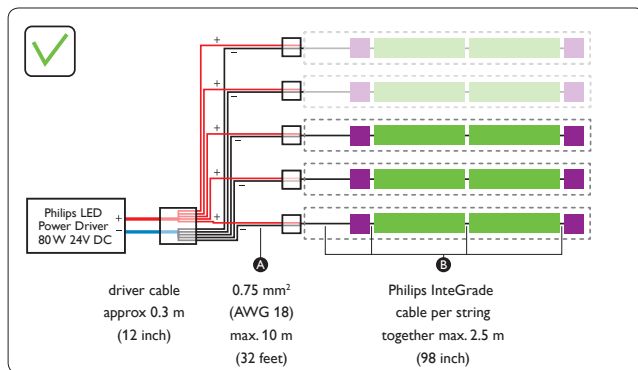 +
−
+
−
+
−
+
−
+
−
Philips LED
Power Driver
80 W 24V DC
+
−
A
B
driver cable
approx 0.3 m
(12 inch)
0.75 mm²
(AWG 18)
max. 10 m
(32 feet)
Philips InteGrade
cable per string
together max. 2.5 m
(98 inch)